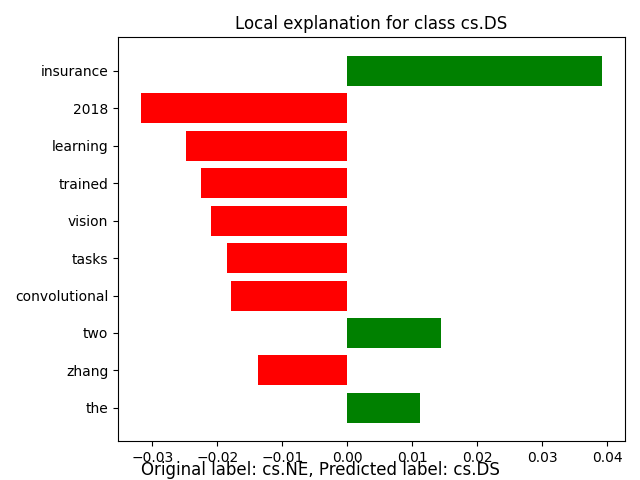 Local explanation for class cs.DS
insurance
2018
learning
trained
vision
tasks
convolutional
two
zhang
the
−0.03 −0.02 −0.01 0.00 0.01 0.02 0.03 0.04
Original label: cs.NE, Predicted label: cs.DS